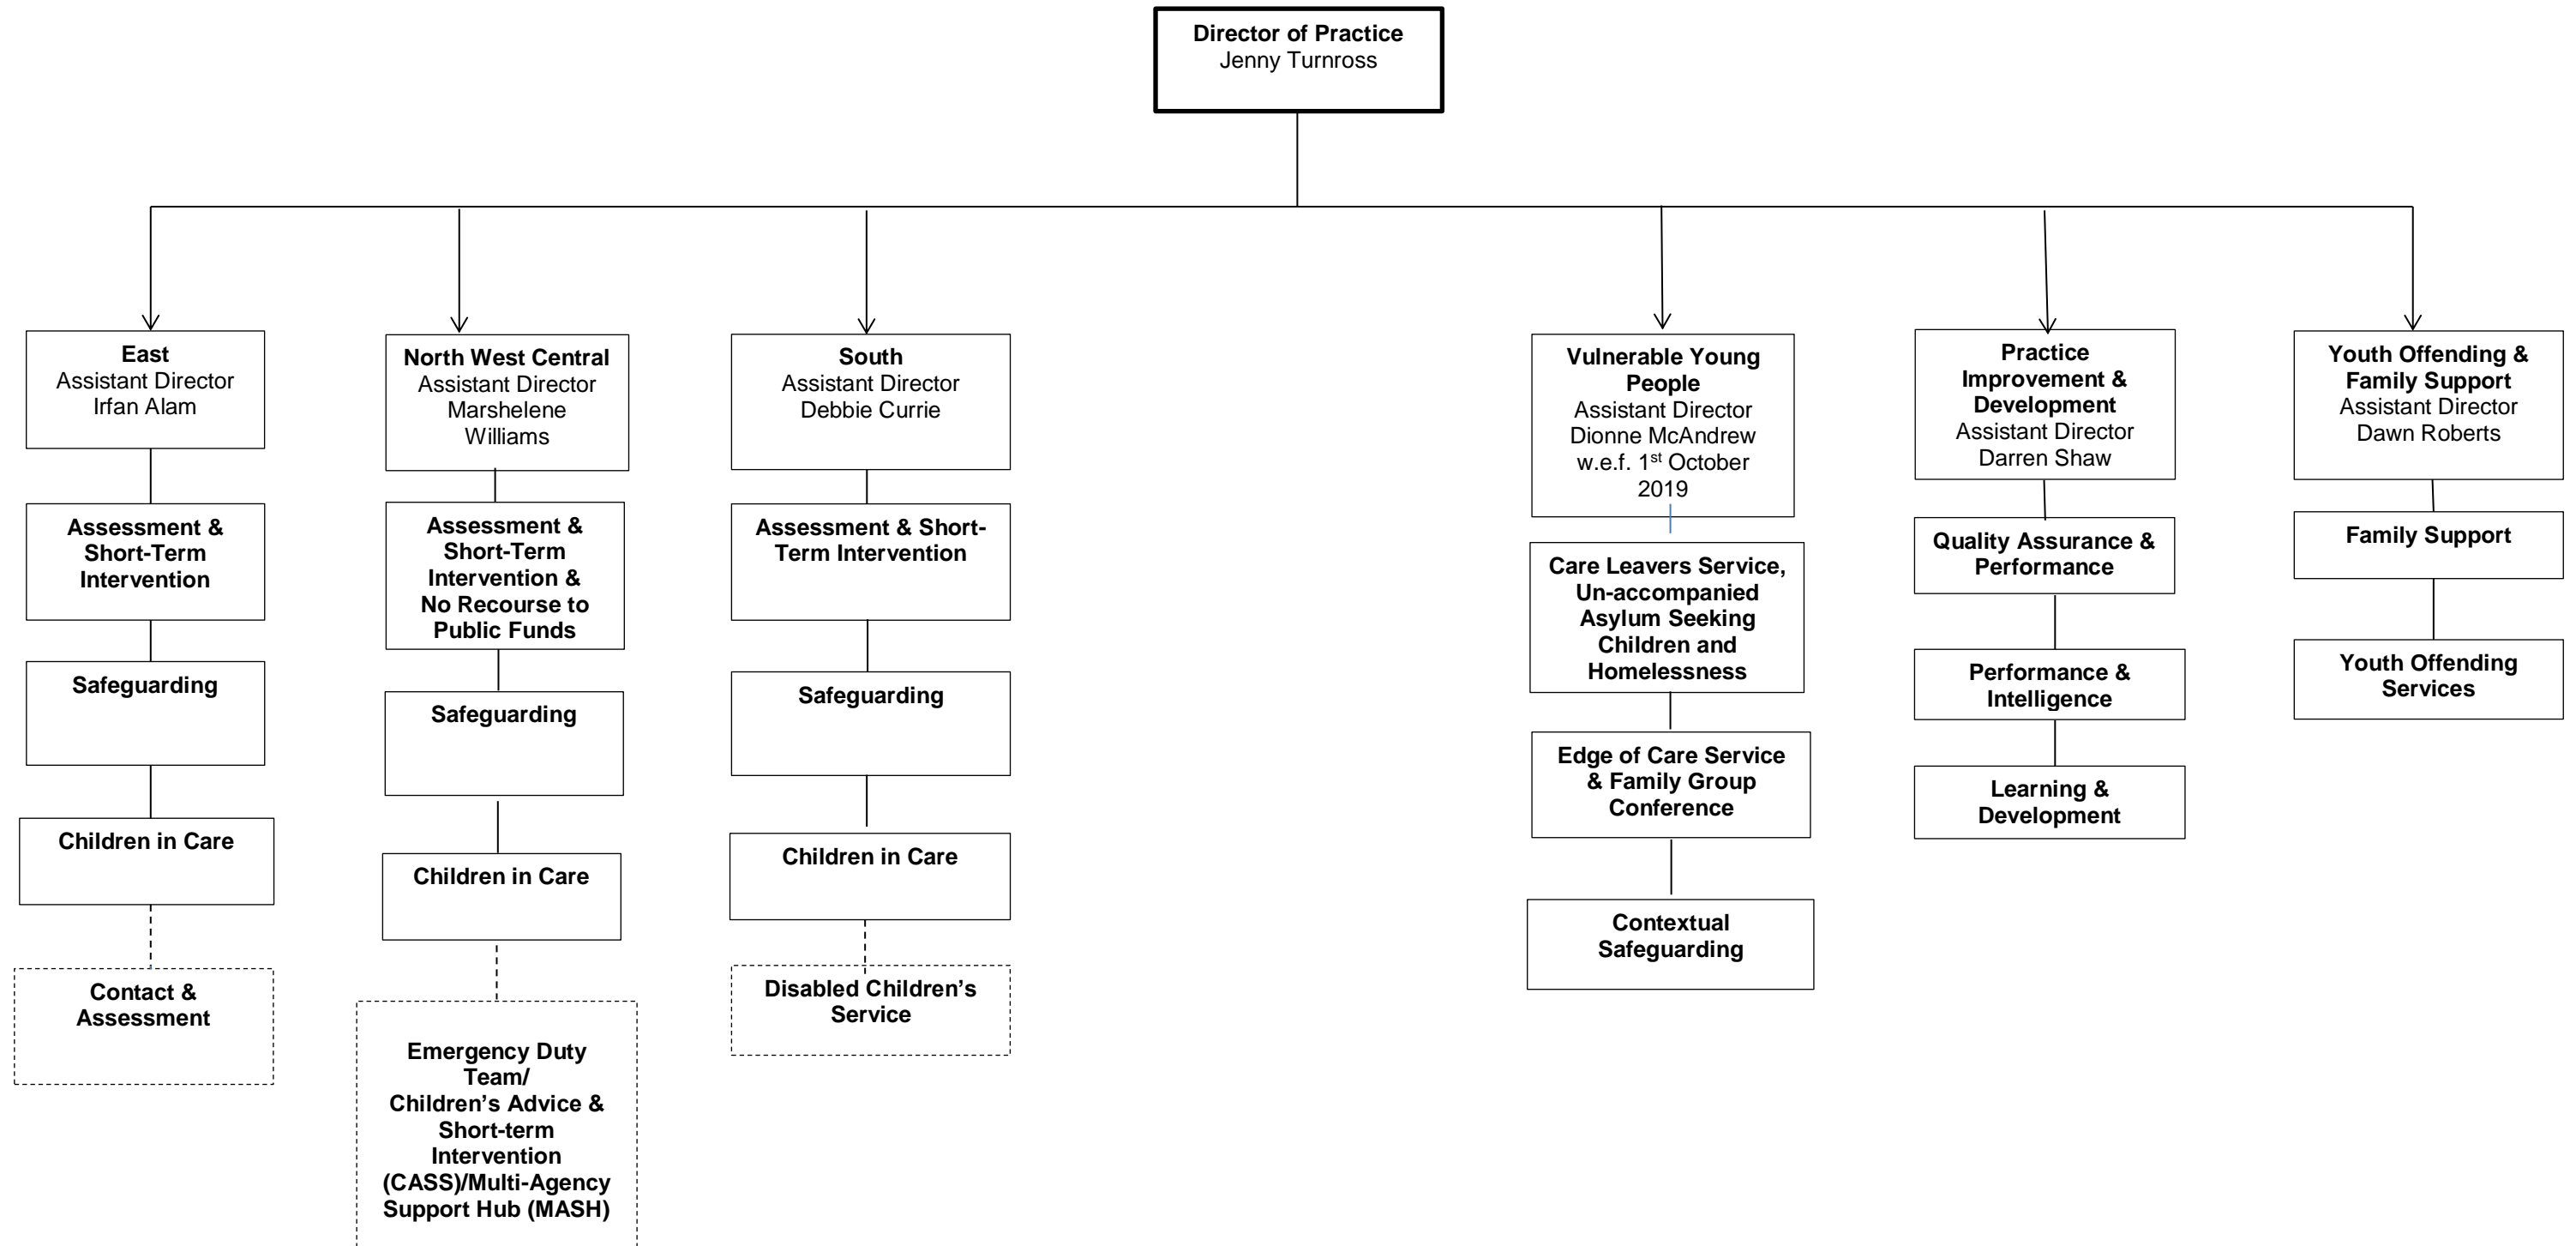 Director of Practice
Jenny Turnross
East
Assistant Director
Irfan Alam
Assessment &
Short-Term
Intervention
Safeguarding
Children in Care
Contact &
Assessment
North West Central
Assistant Director
Marshelene
Williams
Assessment &
Short-Term
Intervention &
No Recourse to
Public Funds
Safeguarding
Children in Care
Emergency Duty
Team/
Children’s Advice &
Short-term
Intervention
(CASS)/Multi-Agency
Support Hub (MASH)
South
Assistant Director
Debbie Currie
Assessment & Short-
Term Intervention
Safeguarding
Children in Care
Disabled Children’s
Service
Vulnerable Young
People
Assistant Director
Dionne McAndrew
w.e.f. 1st October
2019
Care Leavers Service,
Un-accompanied
Asylum Seeking
Children and
Homelessness
Edge of Care Service
& Family Group
Conference
Contextual
Safeguarding
Practice
Improvement &
Development
Assistant Director
Darren Shaw
Quality Assurance &
Performance
Performance &
Intelligence
Learning &
Development
Youth Offending &
Family Support
Assistant Director
Dawn Roberts
Family Support
Youth Offending
Services